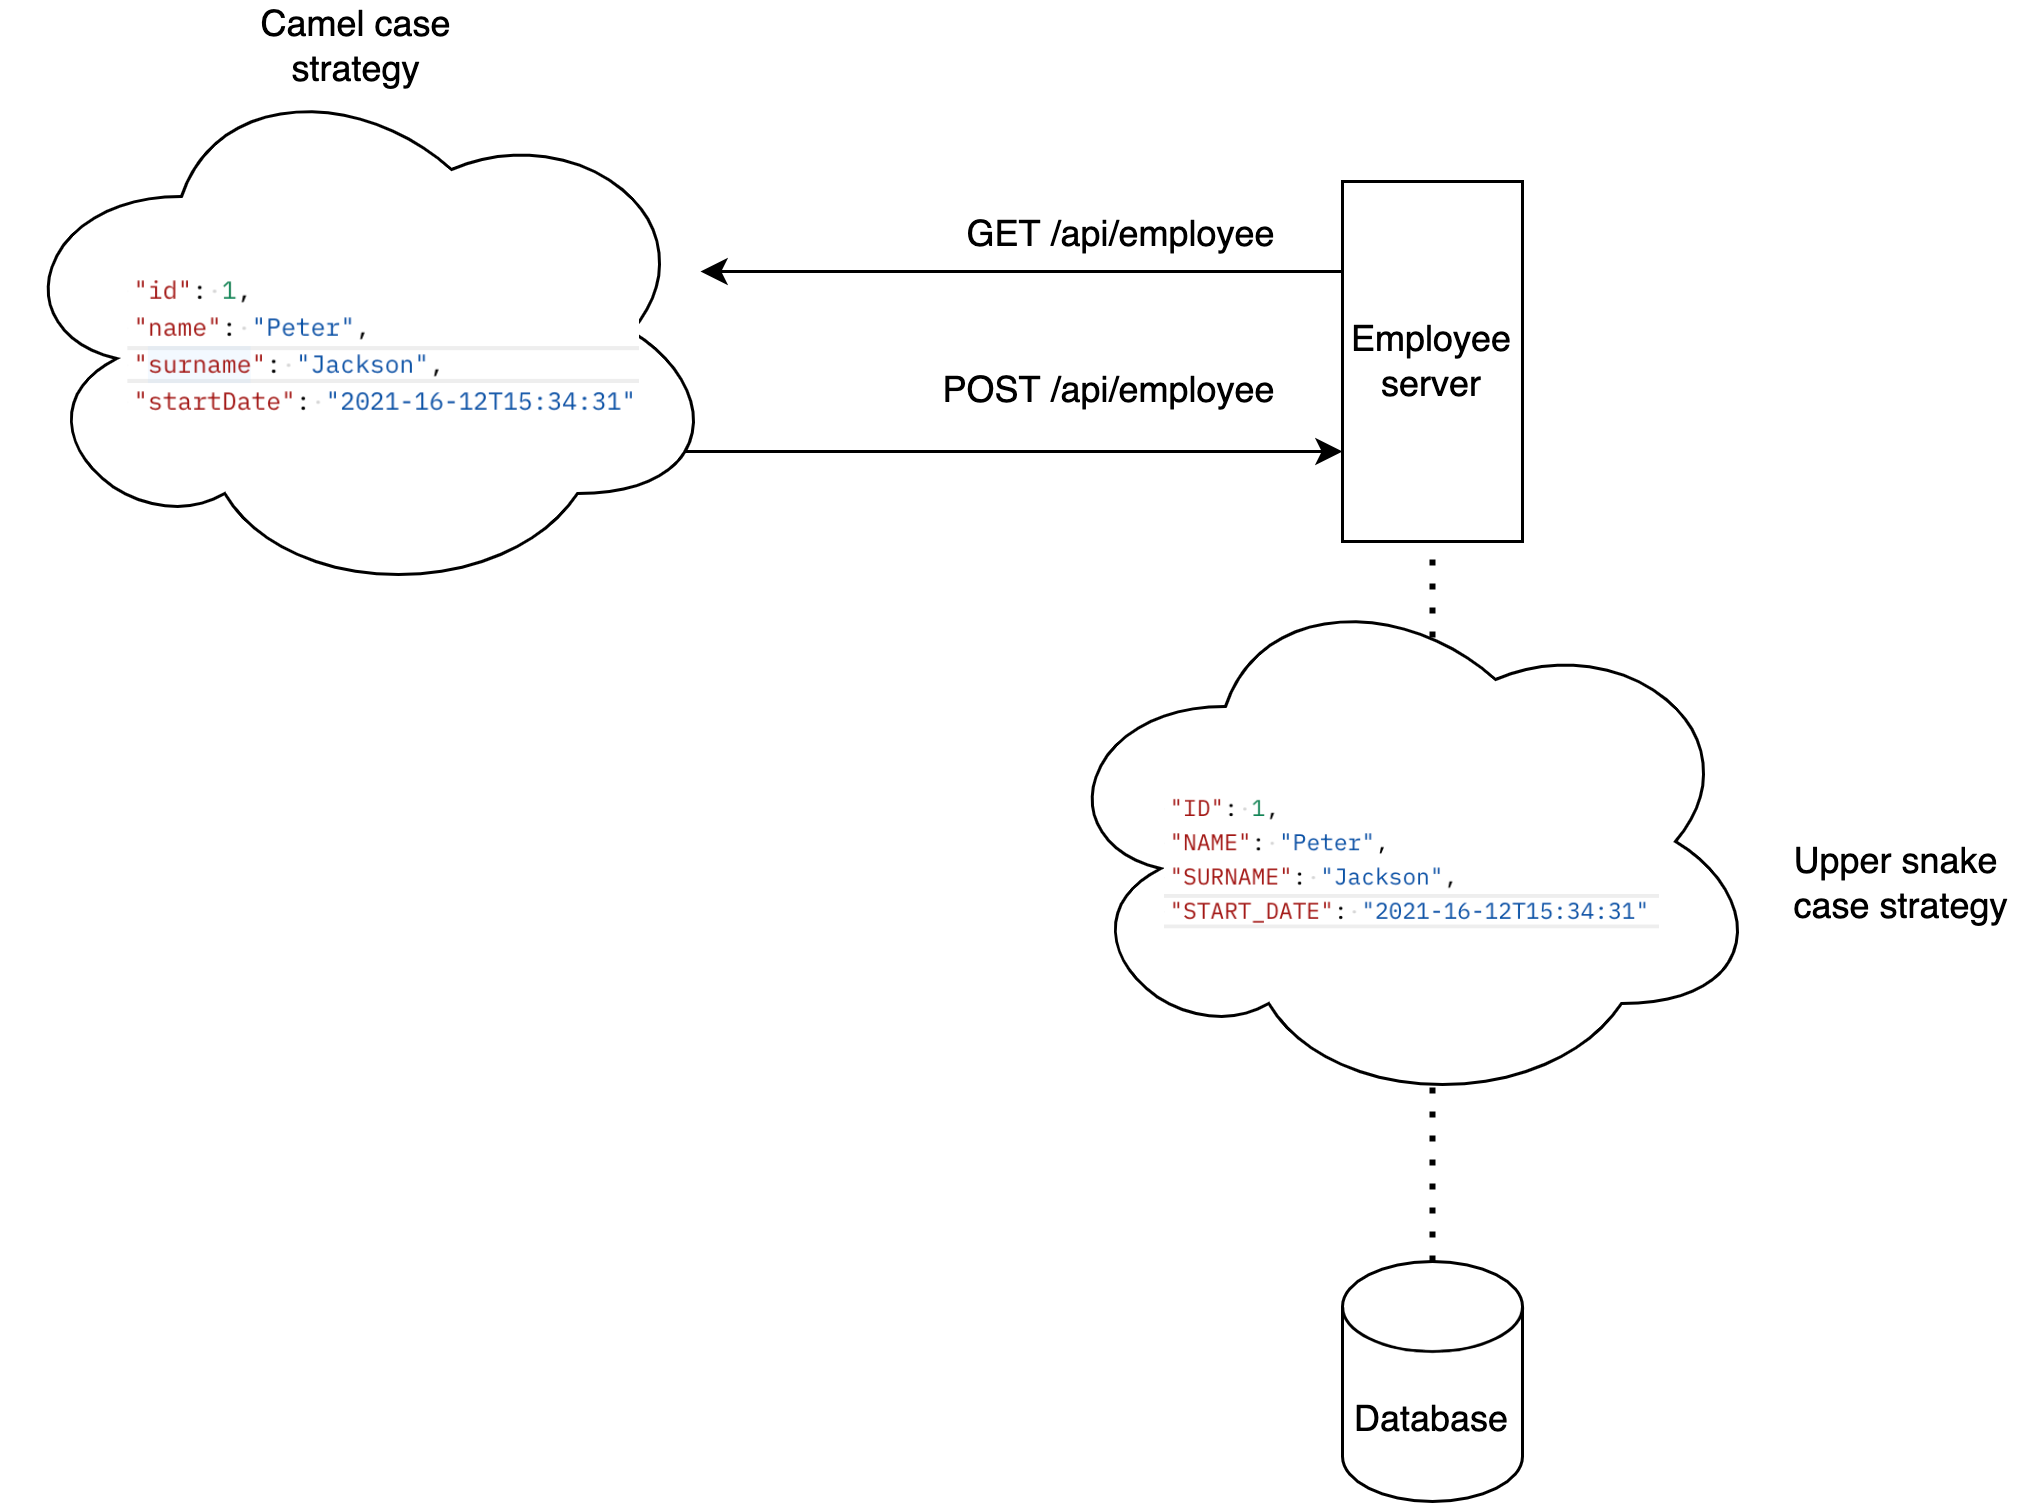 Camel case
strategy
"id": 1,
"name": "Peter",
"surname": "Jackson",
"startDate": "2021-16-12T15:34:31"
GET /api/employee
POST /api/employee
Employee
server
"ID": 1,
"NAME": "Peter",
"SURNAME": "Jackson",
"START_DATE": "2021-16-12T15:34:31"
Upper snake
case strategy
Database